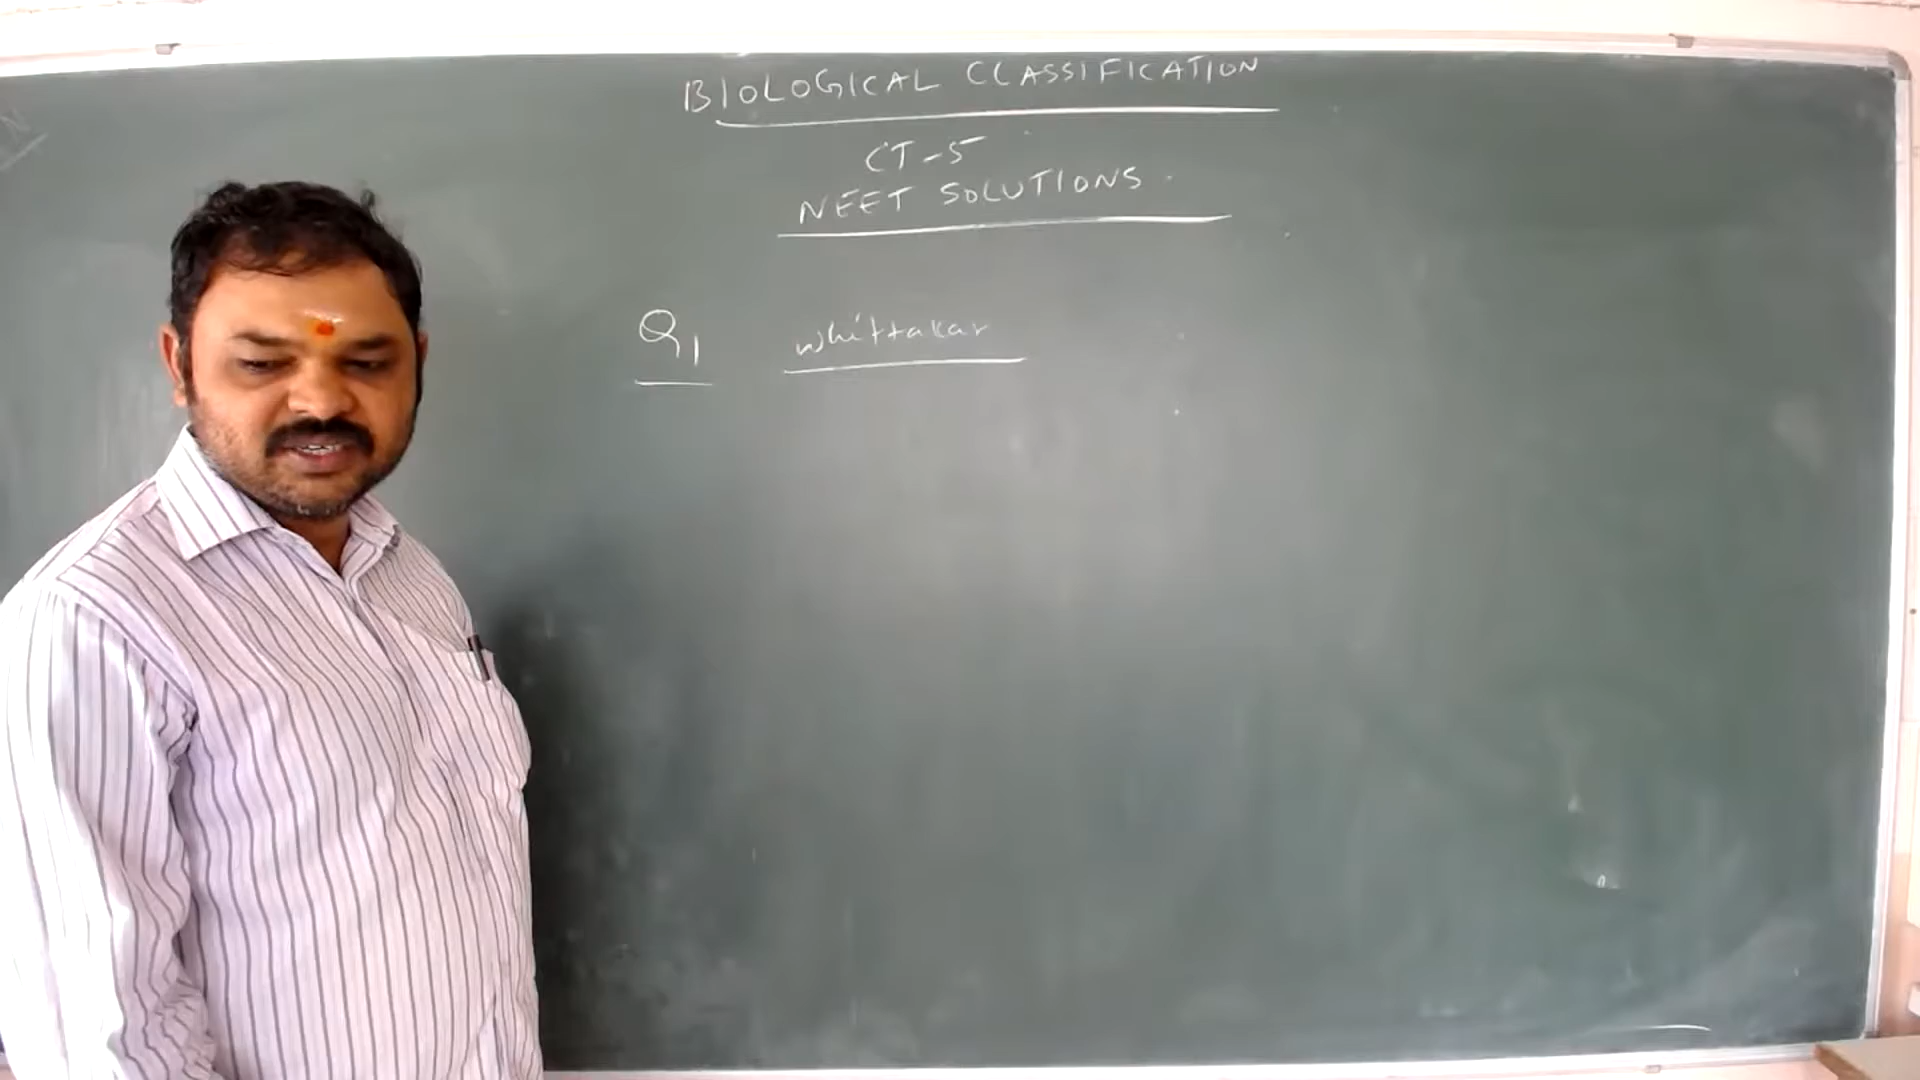 BIOLOGICAL CLASSIFICATION
CT-5
NEET SOLUTIONS.
Q1 Whittakar